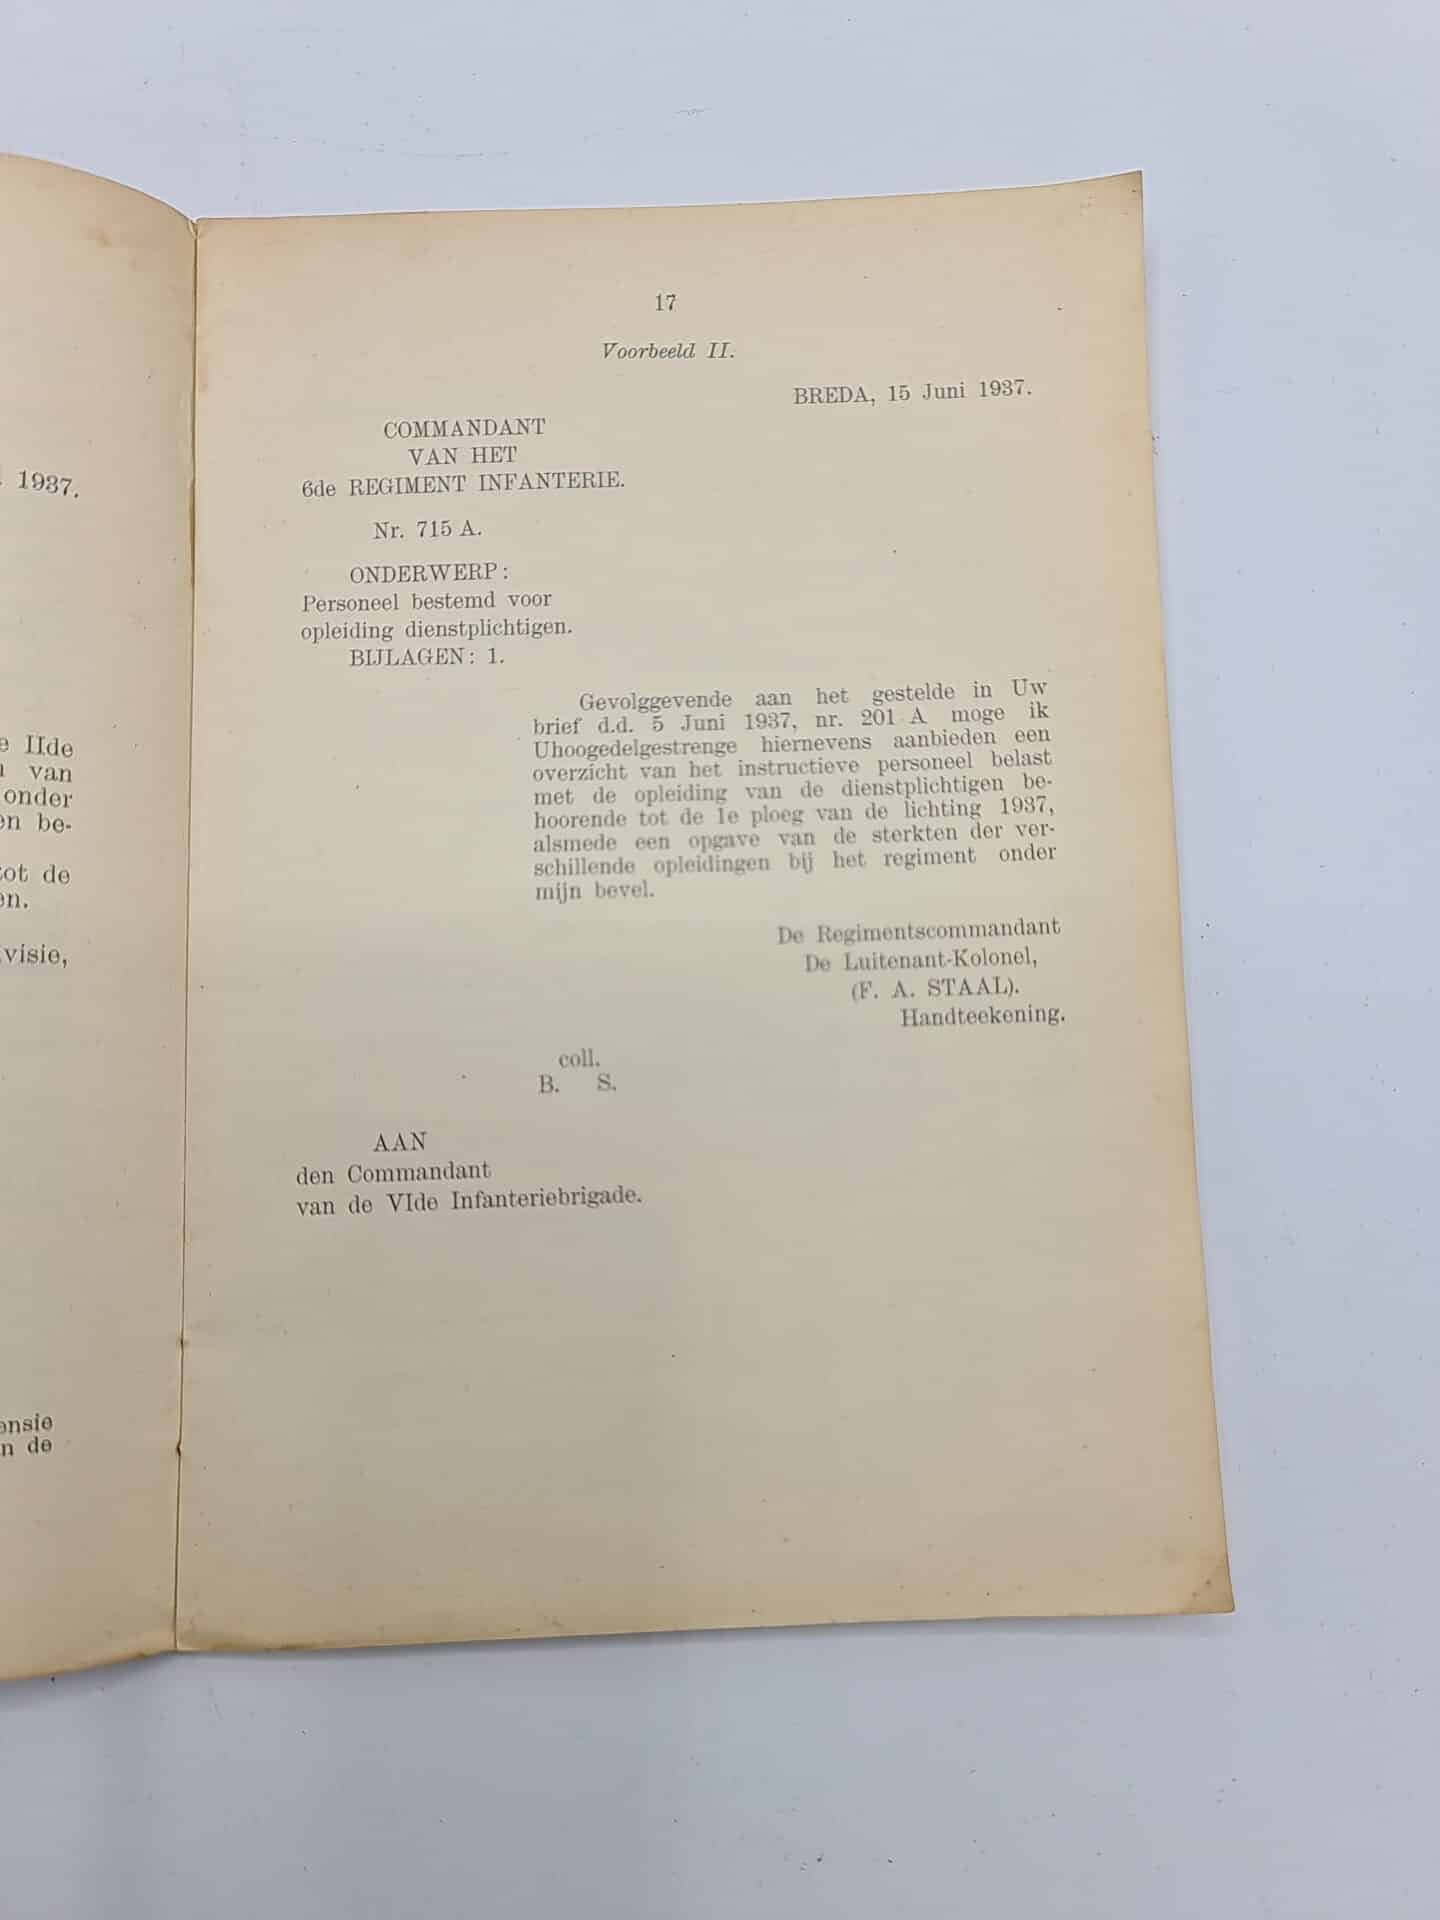 1937.
IIde
van
onder
be-
de
17
Voorbeeld II.
BREDA, 15 Juni 1937.
COMMANDANT
VAN HET
6de REGIMENT INFANTERIE.
Nr. 715 A.
ONDERWERP:
Personeel bestemd voor
opleiding dienstplichtigen.
BIJLAGEN: 1.
Gevolggevende aan het gestelde in Uw
brief d.d. 5 Juni 1937, nr. 201 A moge ik
Uhoogedelgestrenge hiernevens aanbieden een
overzicht van het instructieve personeel belast
met de opleiding van de dienstplichtigen be-
hoorende tot de 1e ploeg van de lichting 1937,
alsmede een opgave van de sterkten der ver-
schillende opleidingen bij het regiment onder
mijn bevel.
De Regimentscommandant
De Luitenant-Kolonel,
(F. A. STAAL).
Handteekening.
coll.
B. S.
AAN
den Commandant
van de VIde Infanteriebrigade.